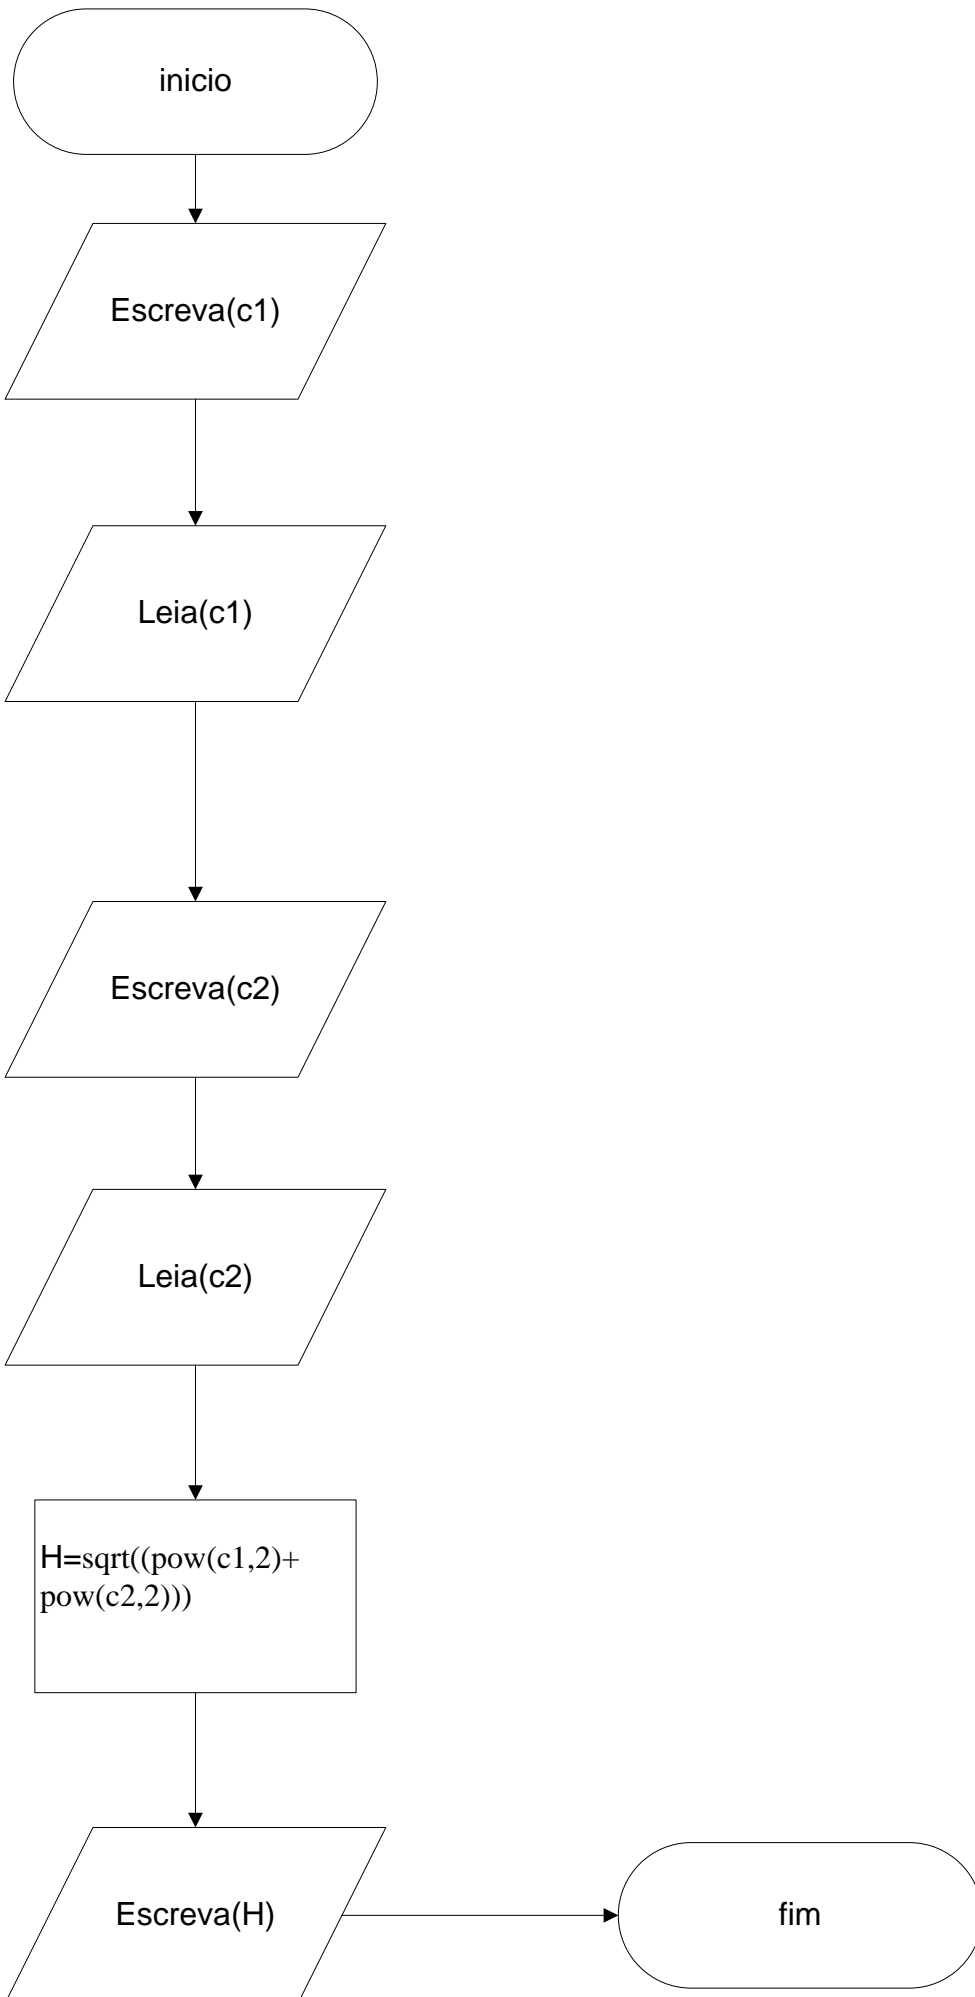 inicio
Escreva(c1)
Leia(c1)
Escreva(c2)
Leia(c2)
H=sqrt((pow(c1,2)+
pow(c2,2)))
Escreva(H)
fim